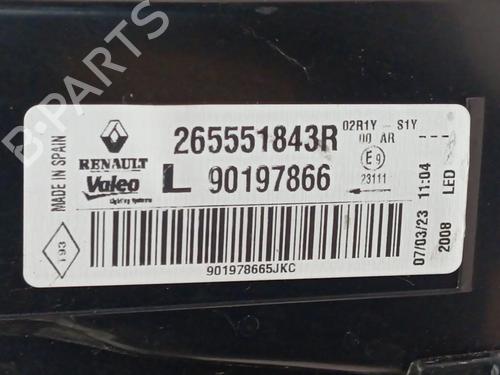 B-PARTS
MADE IN SPAIN
193
RENAULT
Valeo
Lighting Systems
265551843R
L 90197866
901978665JKC
02R1Y - S1Y
00 AR ---
E9
23111
07/03/23 11:04
2008 LED